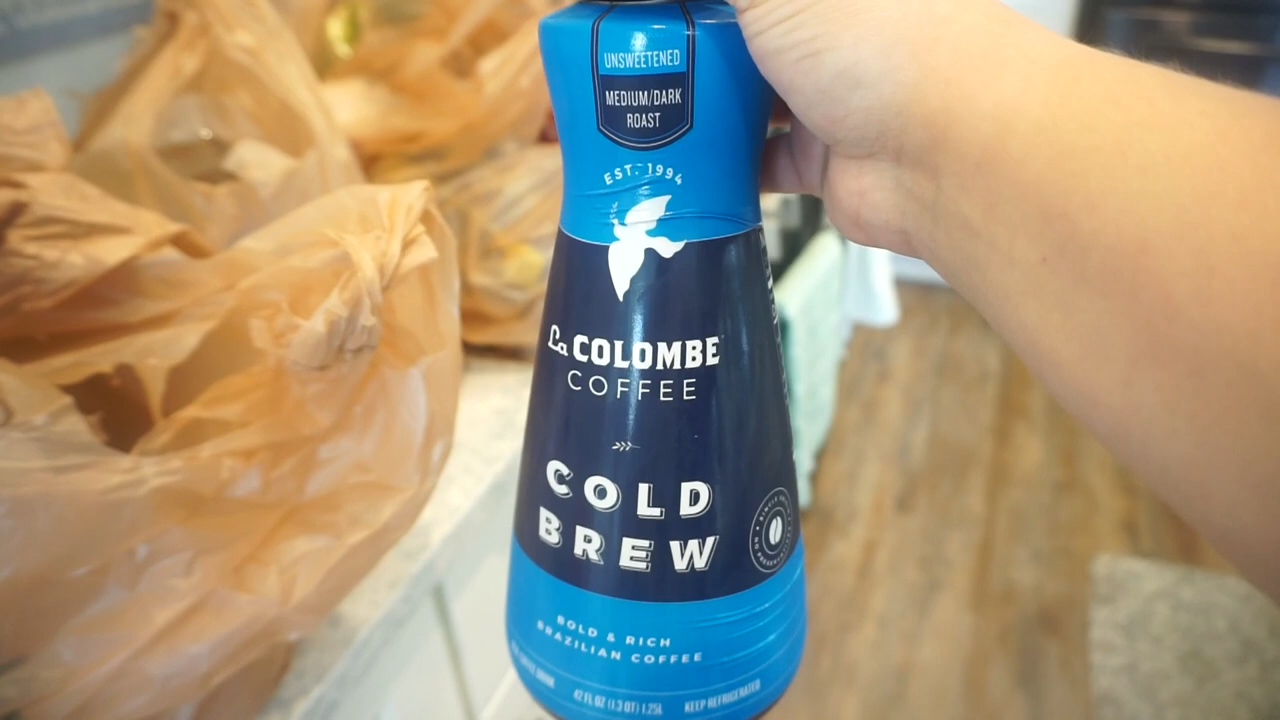 UNSWEETENED
MEDIUM/DARK
ROAST
EST. 1994
La COLOMBE
COFFEE
COLD
BREW
BOLD & RICH
BRAZILIAN COFFEE
42 FL OZ (1.3 QT) 1.25L
KEEP REFRIGERATED